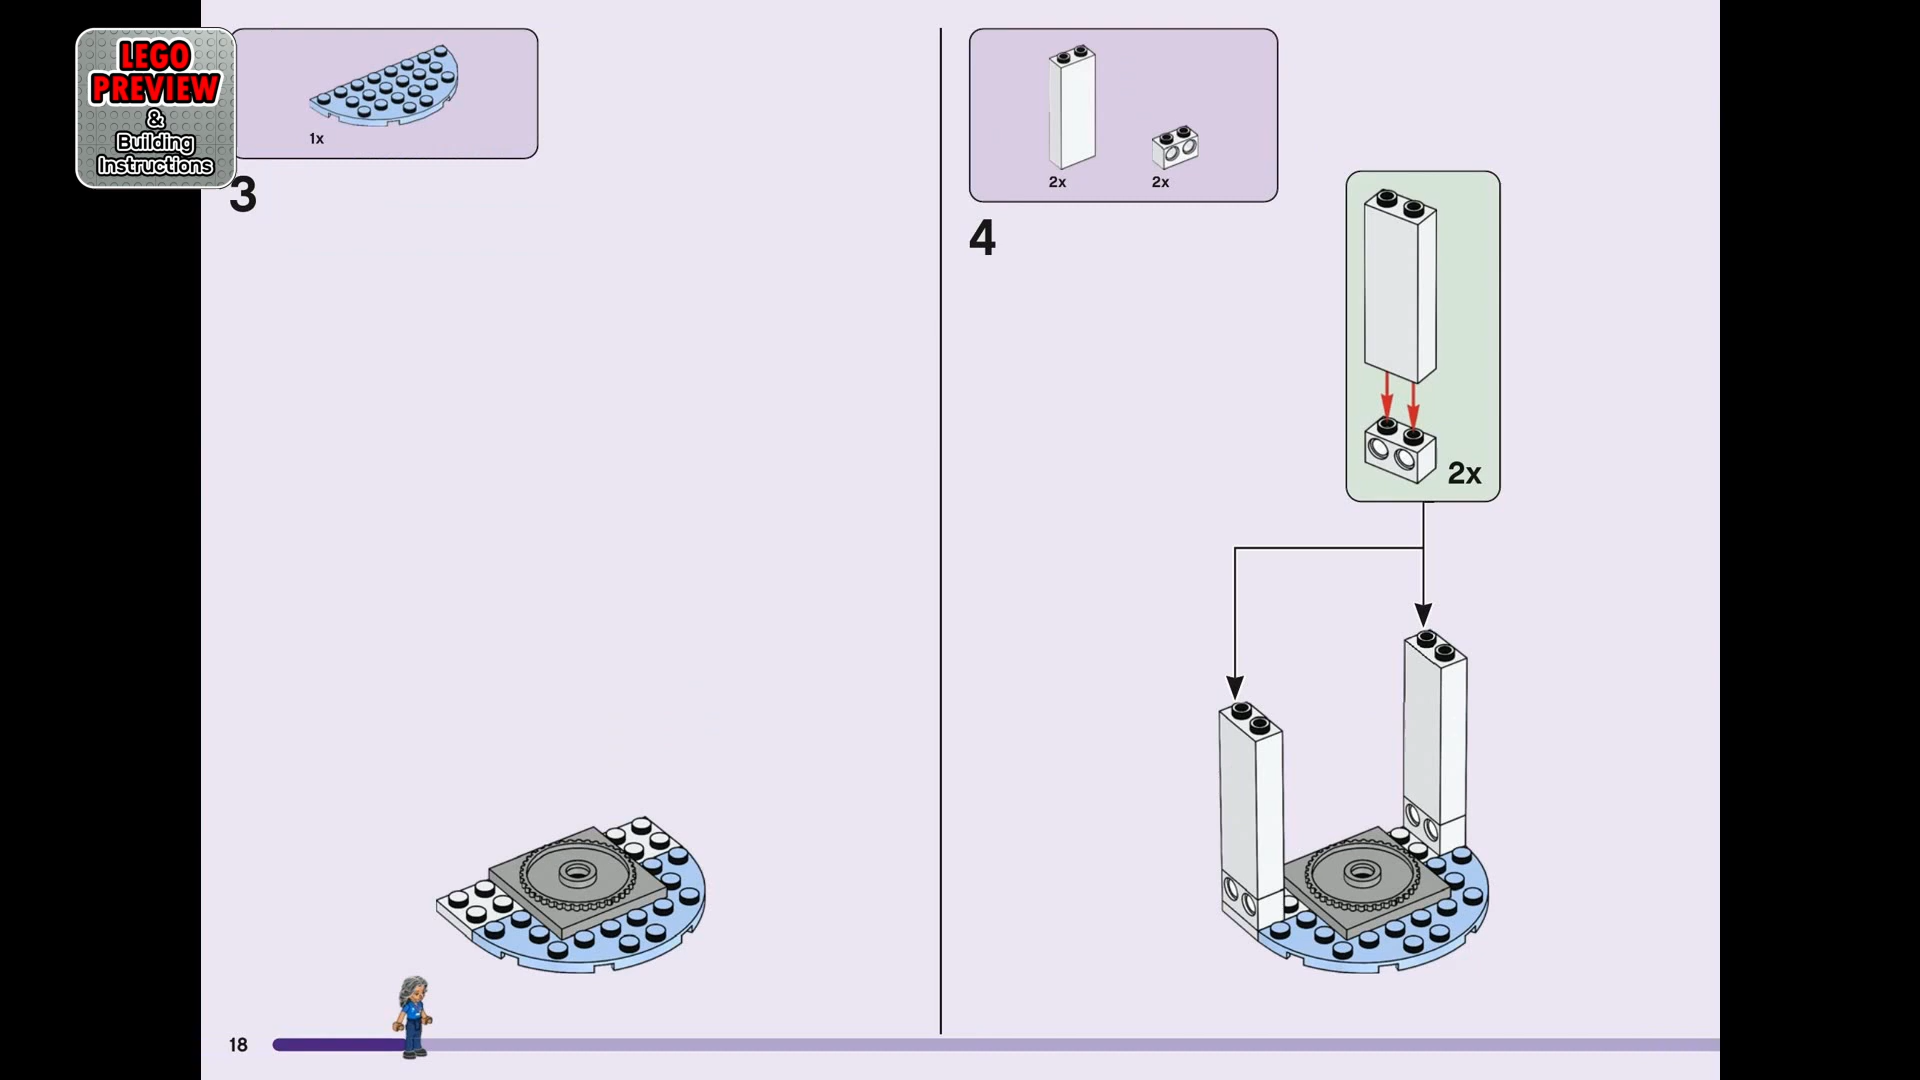 LEGO
PREVIEW
&
Building
Instructions
1x
3
2x
2x
4
2x
18